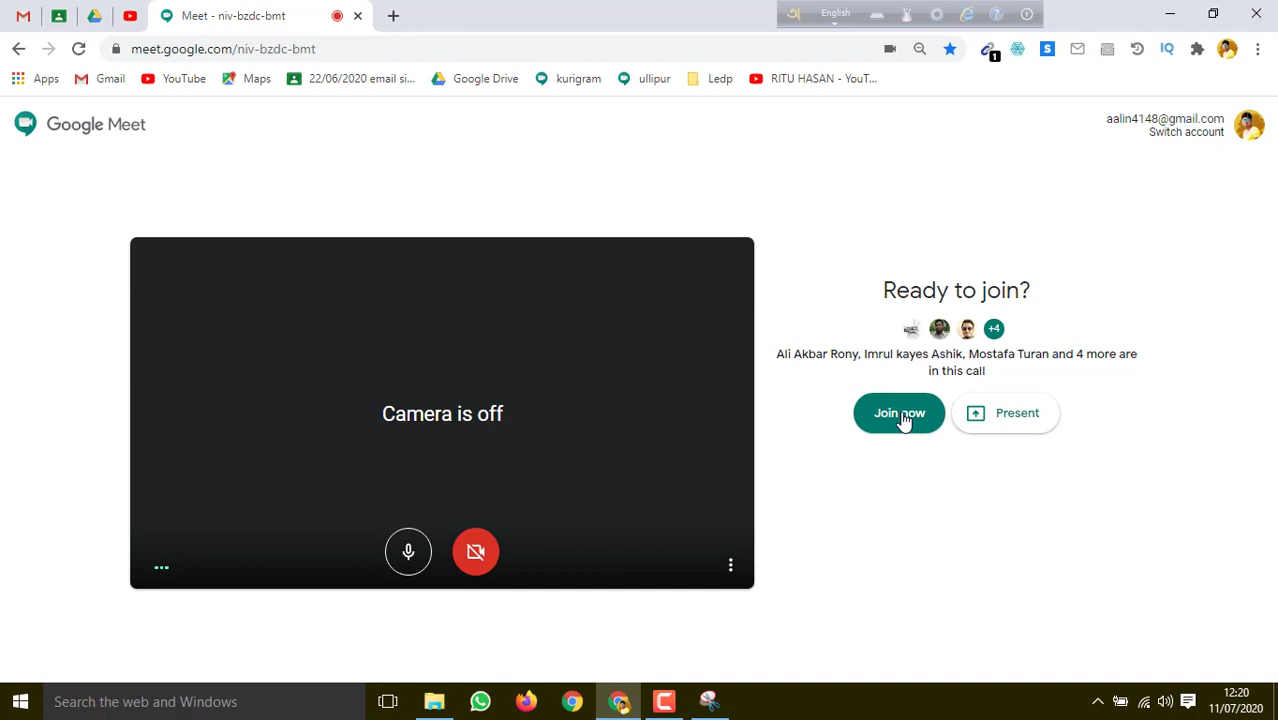 Meet - niv-bzdc-bmt
অ English
meet.google.com/niv-bzdc-bmt
1
S
IQ
Apps Gmail YouTube Maps 22/06/2020 email si... Google Drive kurigram ullipur Ledp RITU HASAN - YouT...
Google Meet
aalin4148@gmail.com
Switch account
Ready to join?
+4
Ali Akbar Rony, Imrul kayes Ashik, Mostafa Turan and 4 more are
in this call
Camera is off
Join now Present
Search the web and Windows
12:20
11/07/2020